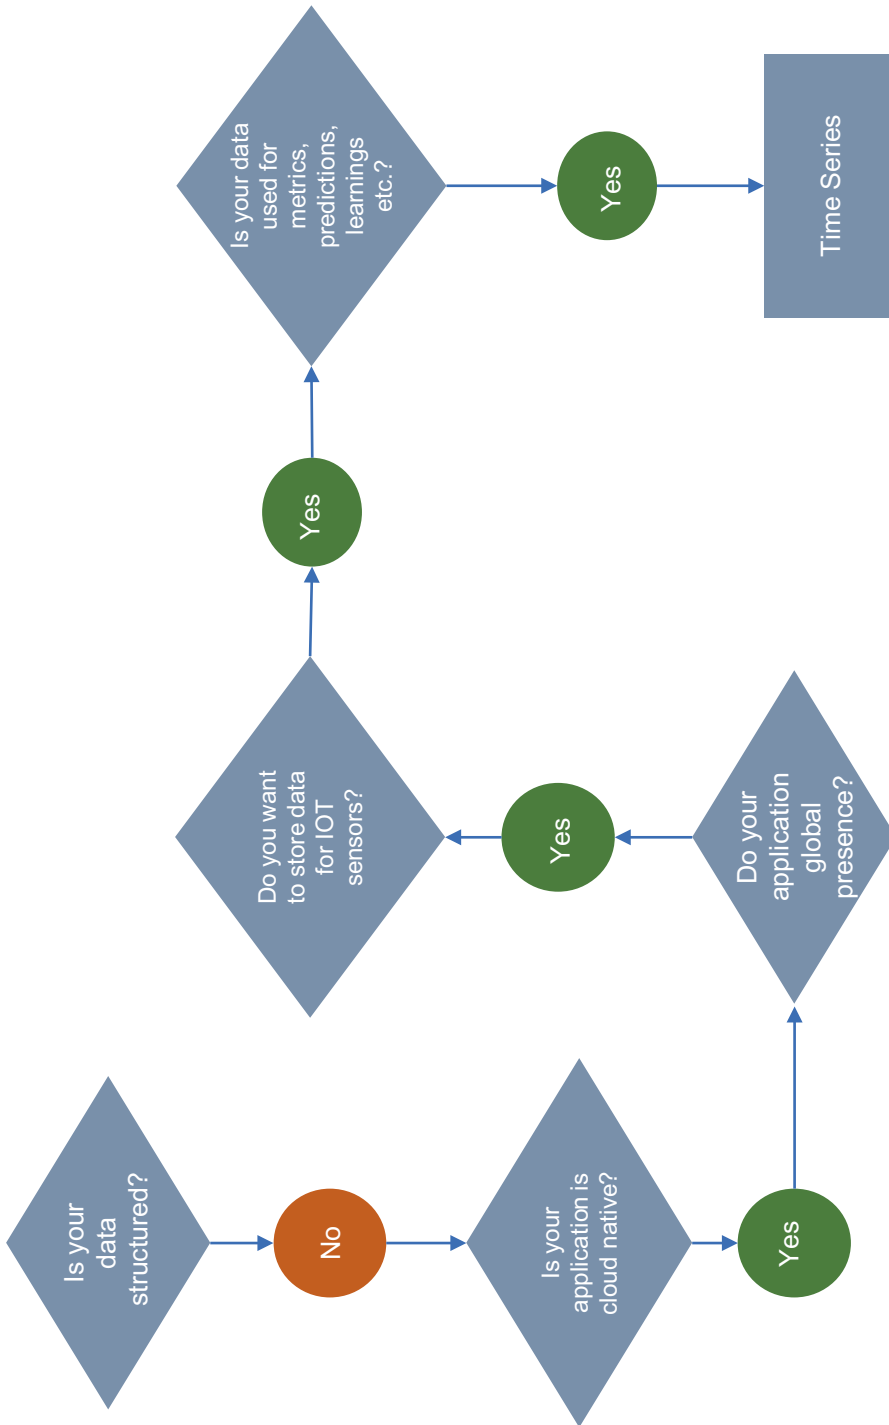 Is your
data
structured?
No
Is your
application is
cloud native?
Yes
Do your
application
global
presence?
Yes
Do you want
to store data
for IOT
sensors?
Yes
Is your data
used for
metrics,
predictions,
learnings
etc.?
Yes
Time Series